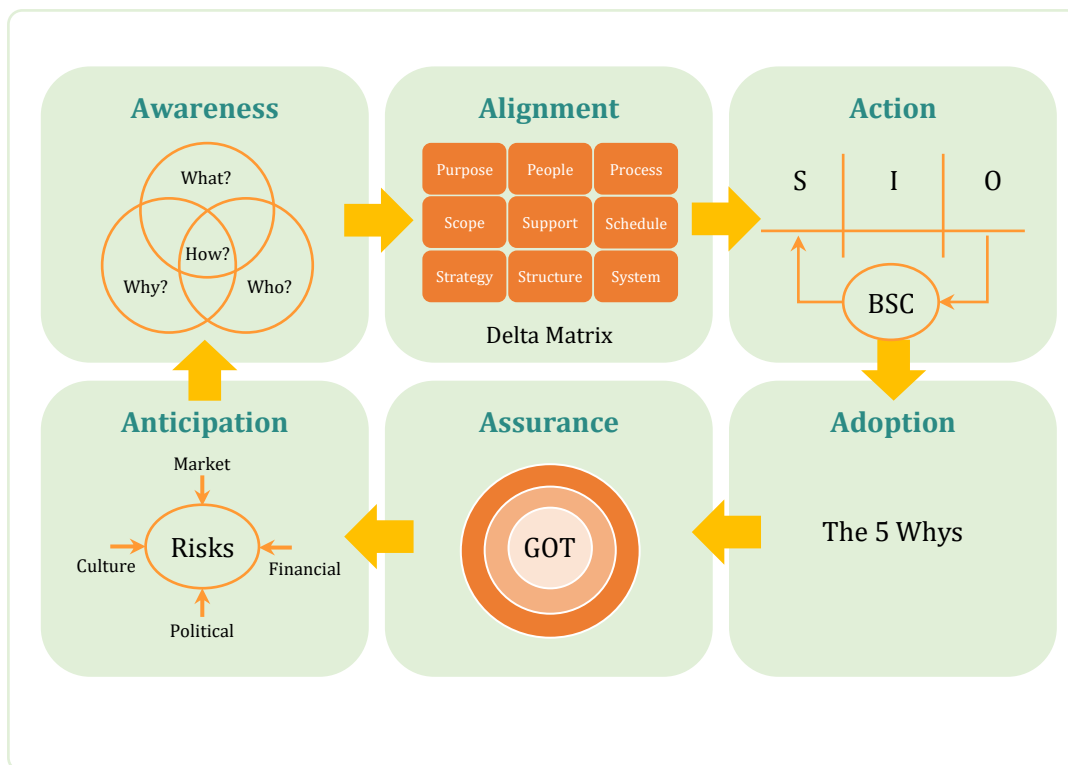 Awareness
What?
How?
Why?
Who?
Alignment
Purpose
People
Process
Scope
Support
Schedule
Strategy
Structure
System
Delta Matrix
Action
S
I
O
BSC
Anticipation
Market
Risks
Culture
Financial
Political
Assurance
GOT
Adoption
The 5 Whys